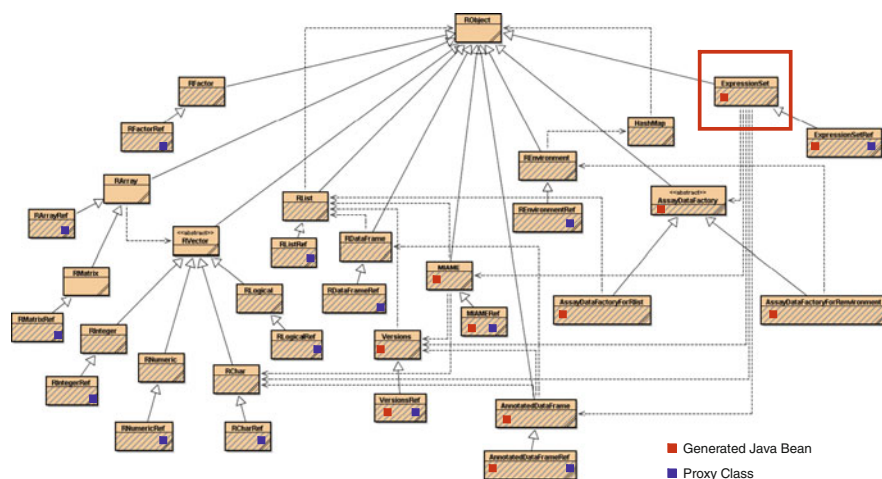 RObject
RFactor
ExpressionSet
RFactorRef
HashMap
ExpressionSetRef
REnvironment
RArray
RList
<<abstract>>
AssayDataFactory
RArrayRef
REnvironmentRef
<<abstract>>
RVector
RListRef
RDataFrame
RMatrix
MIAME
RLogical
RDataFrameRef
AssayDataFactoryForRlist
AssayDataFactoryForRenvironment
RMatrixRef
RInteger
MIAMERef
RLogicalRef
Versions
RNumeric
RChar
RIntegerRef
VersionsRef
AnnotatedDataFrame
RNumericRef
RCharRef
Generated Java Bean
AnnotatedDataFrameRef
Proxy Class